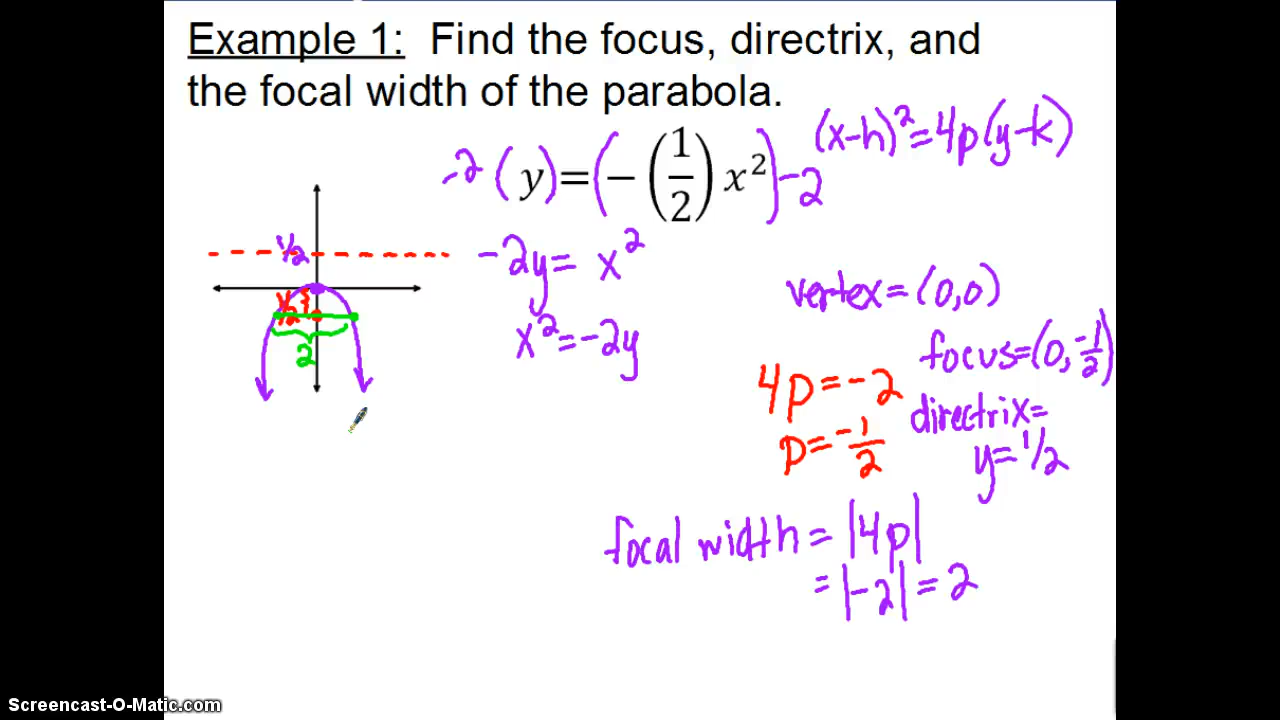 Example 1: Find the focus, directrix, and
the focal width of the parabola.
(x-h)²=4p(y-k)
-2(y)=(-(1/2)x²)-2
-2y=x²
x²=-2y
1/2
1/2
2
vertex=(0,0)
focus=(0,-1/2)
4p=-2
p=-1/2
directrix=
y=1/2
focal width=|4p|
=|-2|=2
Screencast-O-Matic.com